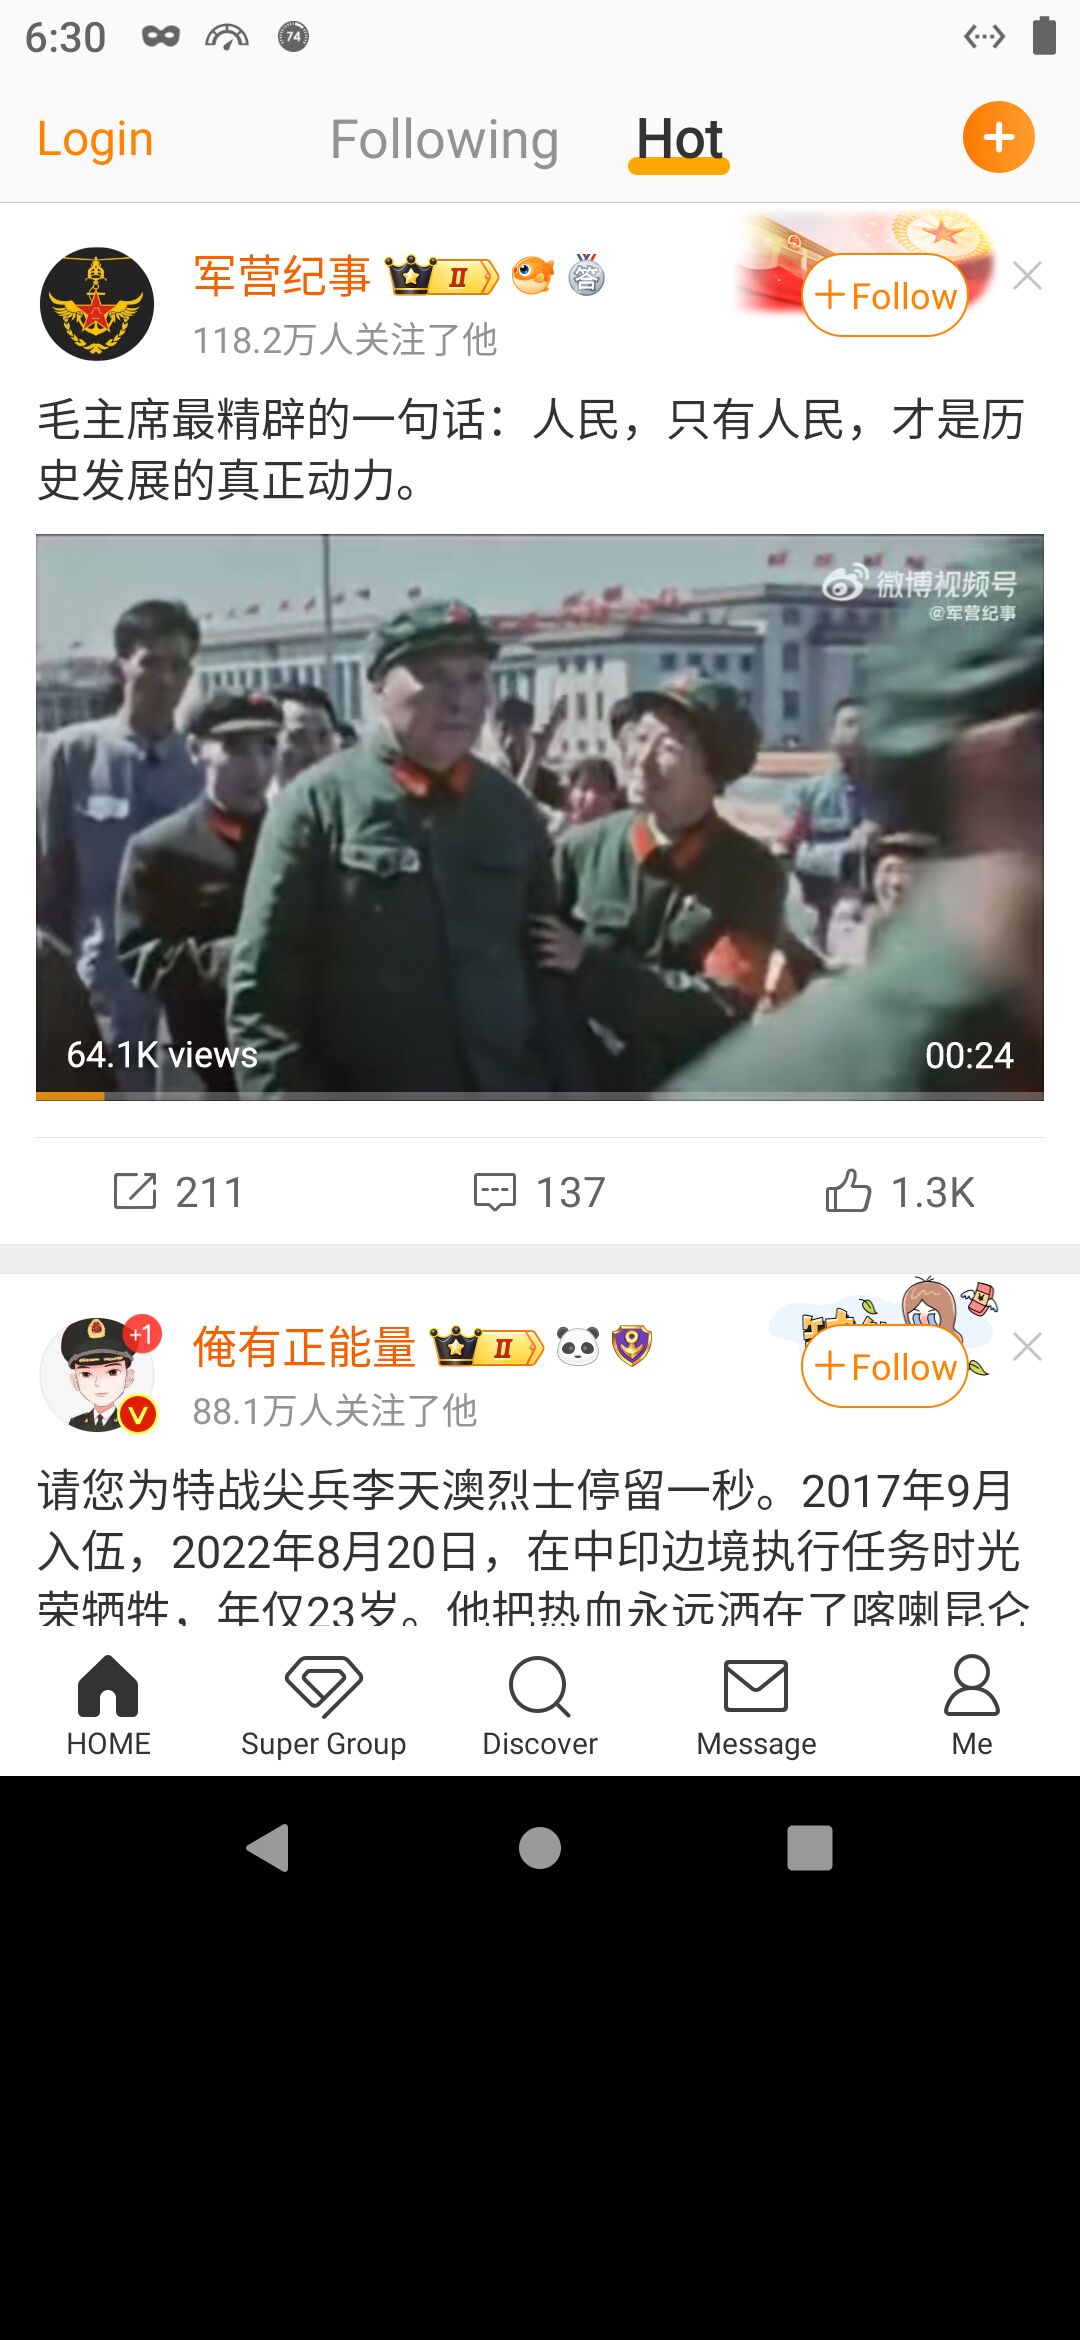 6:30
74
Login
Following
Hot
军营纪事
II
答
+Follow
118.2万人关注了他
毛主席最精辟的一句话：人民，只有人民，才是历
史发展的真正动力。
微博视频号
@军营纪事
64.1K views
00:24
211
137
1.3K
+1
俺有正能量
II
+Follow
V
88.1万人关注了他
请您为特战尖兵李天澳烈士停留一秒。2017年9月
入伍，2022年8月20日，在中印边境执行任务时光
荣牺牲，年仅23岁。他把热血永远洒在了喀喇昆仑
HOME
Super Group
Discover
Message
Me